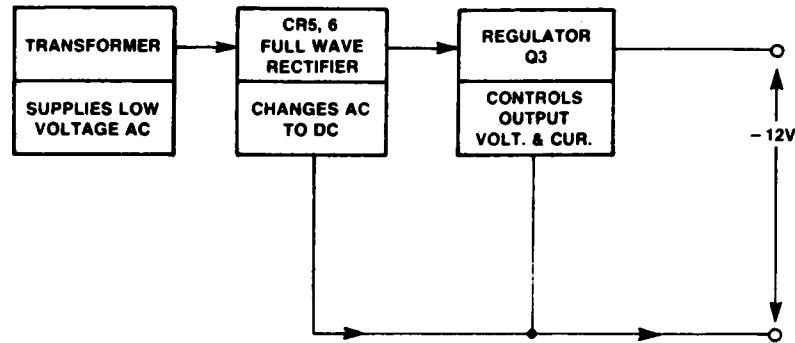 TRANSFORMER
SUPPLIES LOW
VOLTAGE AC
CR5, 6
FULL WAVE
RECTIFIER
CHANGES AC
TO DC
REGULATOR
Q3
CONTROLS
OUTPUT
VOLT. & CUR.
– 12V